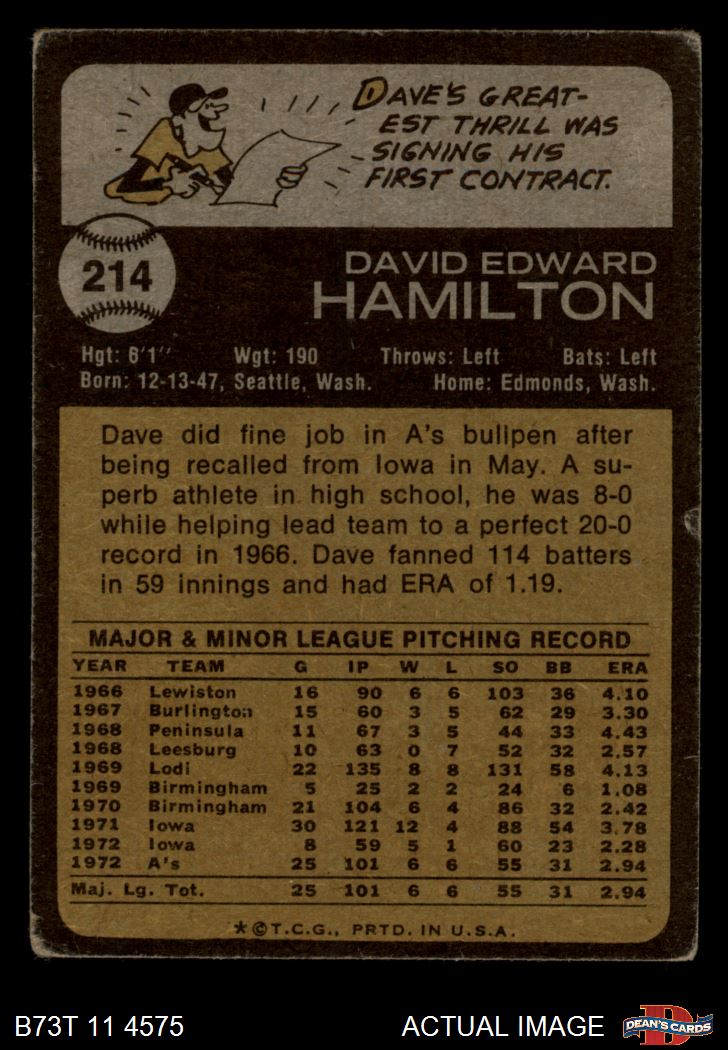 DAVE'S GREAT-
EST THRILL WAS
SIGNING HIS
FIRST CONTRACT.
214
DAVID EDWARD
HAMILTON
Hgt: 6'1" Wgt: 190 Throws: Left Bats: Left
Born: 12-13-47, Seattle, Wash. Home: Edmonds, Wash.
Dave did fine job in A's bullpen after
being recalled from Iowa in May. A su-
perb athlete in high school, he was 8-0
while helping lead team to a perfect 20-0
record in 1966. Dave fanned 114 batters
in 59 innings and had ERA of 1.19.
MAJOR & MINOR LEAGUE PITCHING RECORD
YEAR TEAM G IP W L SO BB ERA
1966 Lewiston 16 90 6 6 103 36 4.10
1967 Burlington 15 60 3 5 62 29 3.30
1968 Peninsula 11 67 3 5 44 33 4.43
1968 Leesburg 10 63 0 7 52 32 2.57
1969 Lodi 22 135 8 8 131 58 4.13
1969 Birmingham 5 25 2 2 24 6 1.08
1970 Birmingham 21 104 6 4 86 32 2.42
1971 Iowa 30 121 12 4 88 54 3.78
1972 Iowa 8 59 5 1 60 23 2.28
1972 A's 25 101 6 6 55 31 2.94
Maj. Lg. Tot. 25 101 6 6 55 31 2.94
*©T.C.G., PRTD. IN U.S.A.
B73T 11 4575 ACTUAL IMAGE
D
DEAN'S CARDS